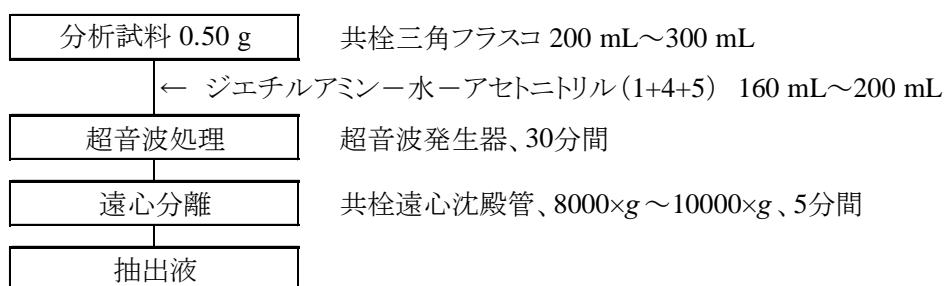 分析試料 0.50 g 共栓三角フラスコ 200 mL～300 mL
← ジエチルアミン－水－アセトニトリル（1+4+5） 160 mL～200 mL
超音波処理 超音波発生器、30分間
遠心分離 共栓遠心沈殿管、8000×g～10000×g、5分間
抽出液